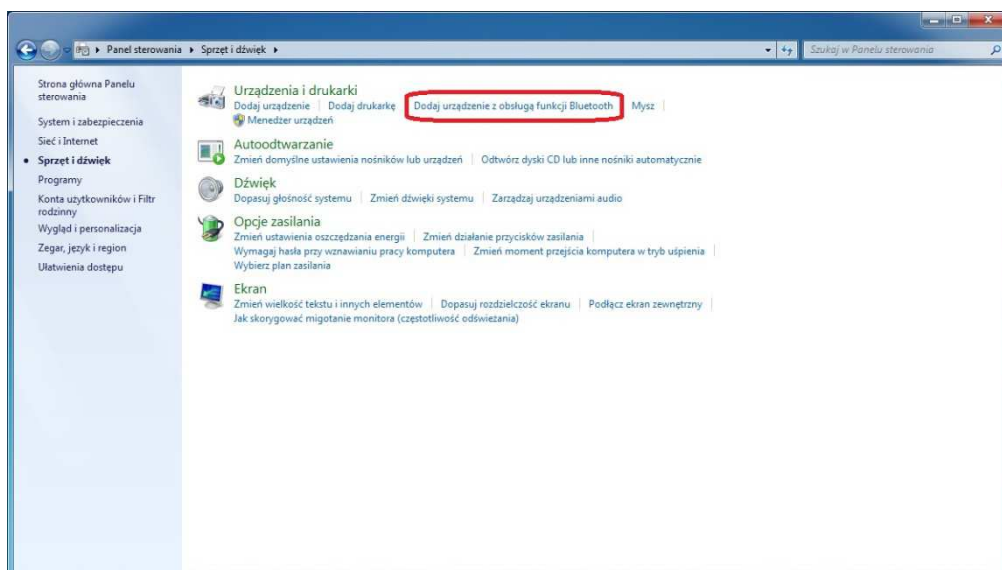 Panel sterowania ▸ Sprzęt i dźwięk ▸
Szukaj w Panelu sterowania
Strona główna Panelu
sterowania
System i zabezpieczenia
Sieć i Internet
Sprzęt i dźwięk
Programy
Konta użytkowników i Filtr
rodzinny
Wygląd i personalizacja
Zegar, język i region
Ułatwienia dostępu
Urządzenia i drukarki
Dodaj urządzenie | Dodaj drukarkę | Dodaj urządzenie z obsługą funkcji Bluetooth | Mysz |
Menedżer urządzeń
Autoodtwarzanie
Zmień domyślne ustawienia nośników lub urządzeń | Odtwórz dyski CD lub inne nośniki automatycznie
Dźwięk
Dopasuj głośność systemu | Zmień dźwięki systemu | Zarządzaj urządzeniami audio
Opcje zasilania
Zmień ustawienia oszczędzania energii | Zmień działanie przycisków zasilania |
Wymagaj hasła przy wznawianiu pracy komputera | Zmień moment przejścia komputera w tryb uśpienia |
Wybierz plan zasilania
Ekran
Zmień wielkość tekstu i innych elementów | Dopasuj rozdzielczość ekranu | Podłącz ekran zewnętrzny |
Jak skorygować migotanie monitora (częstotliwość odświeżania)